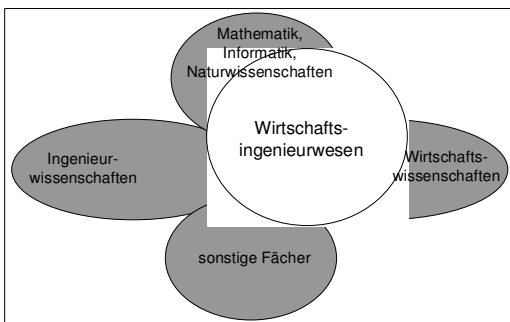 Mathematik,
Informatik,
Naturwissenschaften
Wirtschafts-
ingenieurwesen
Ingenieur-
wissenschaften
Wirtschafts-
wissenschaften
sonstige Fächer